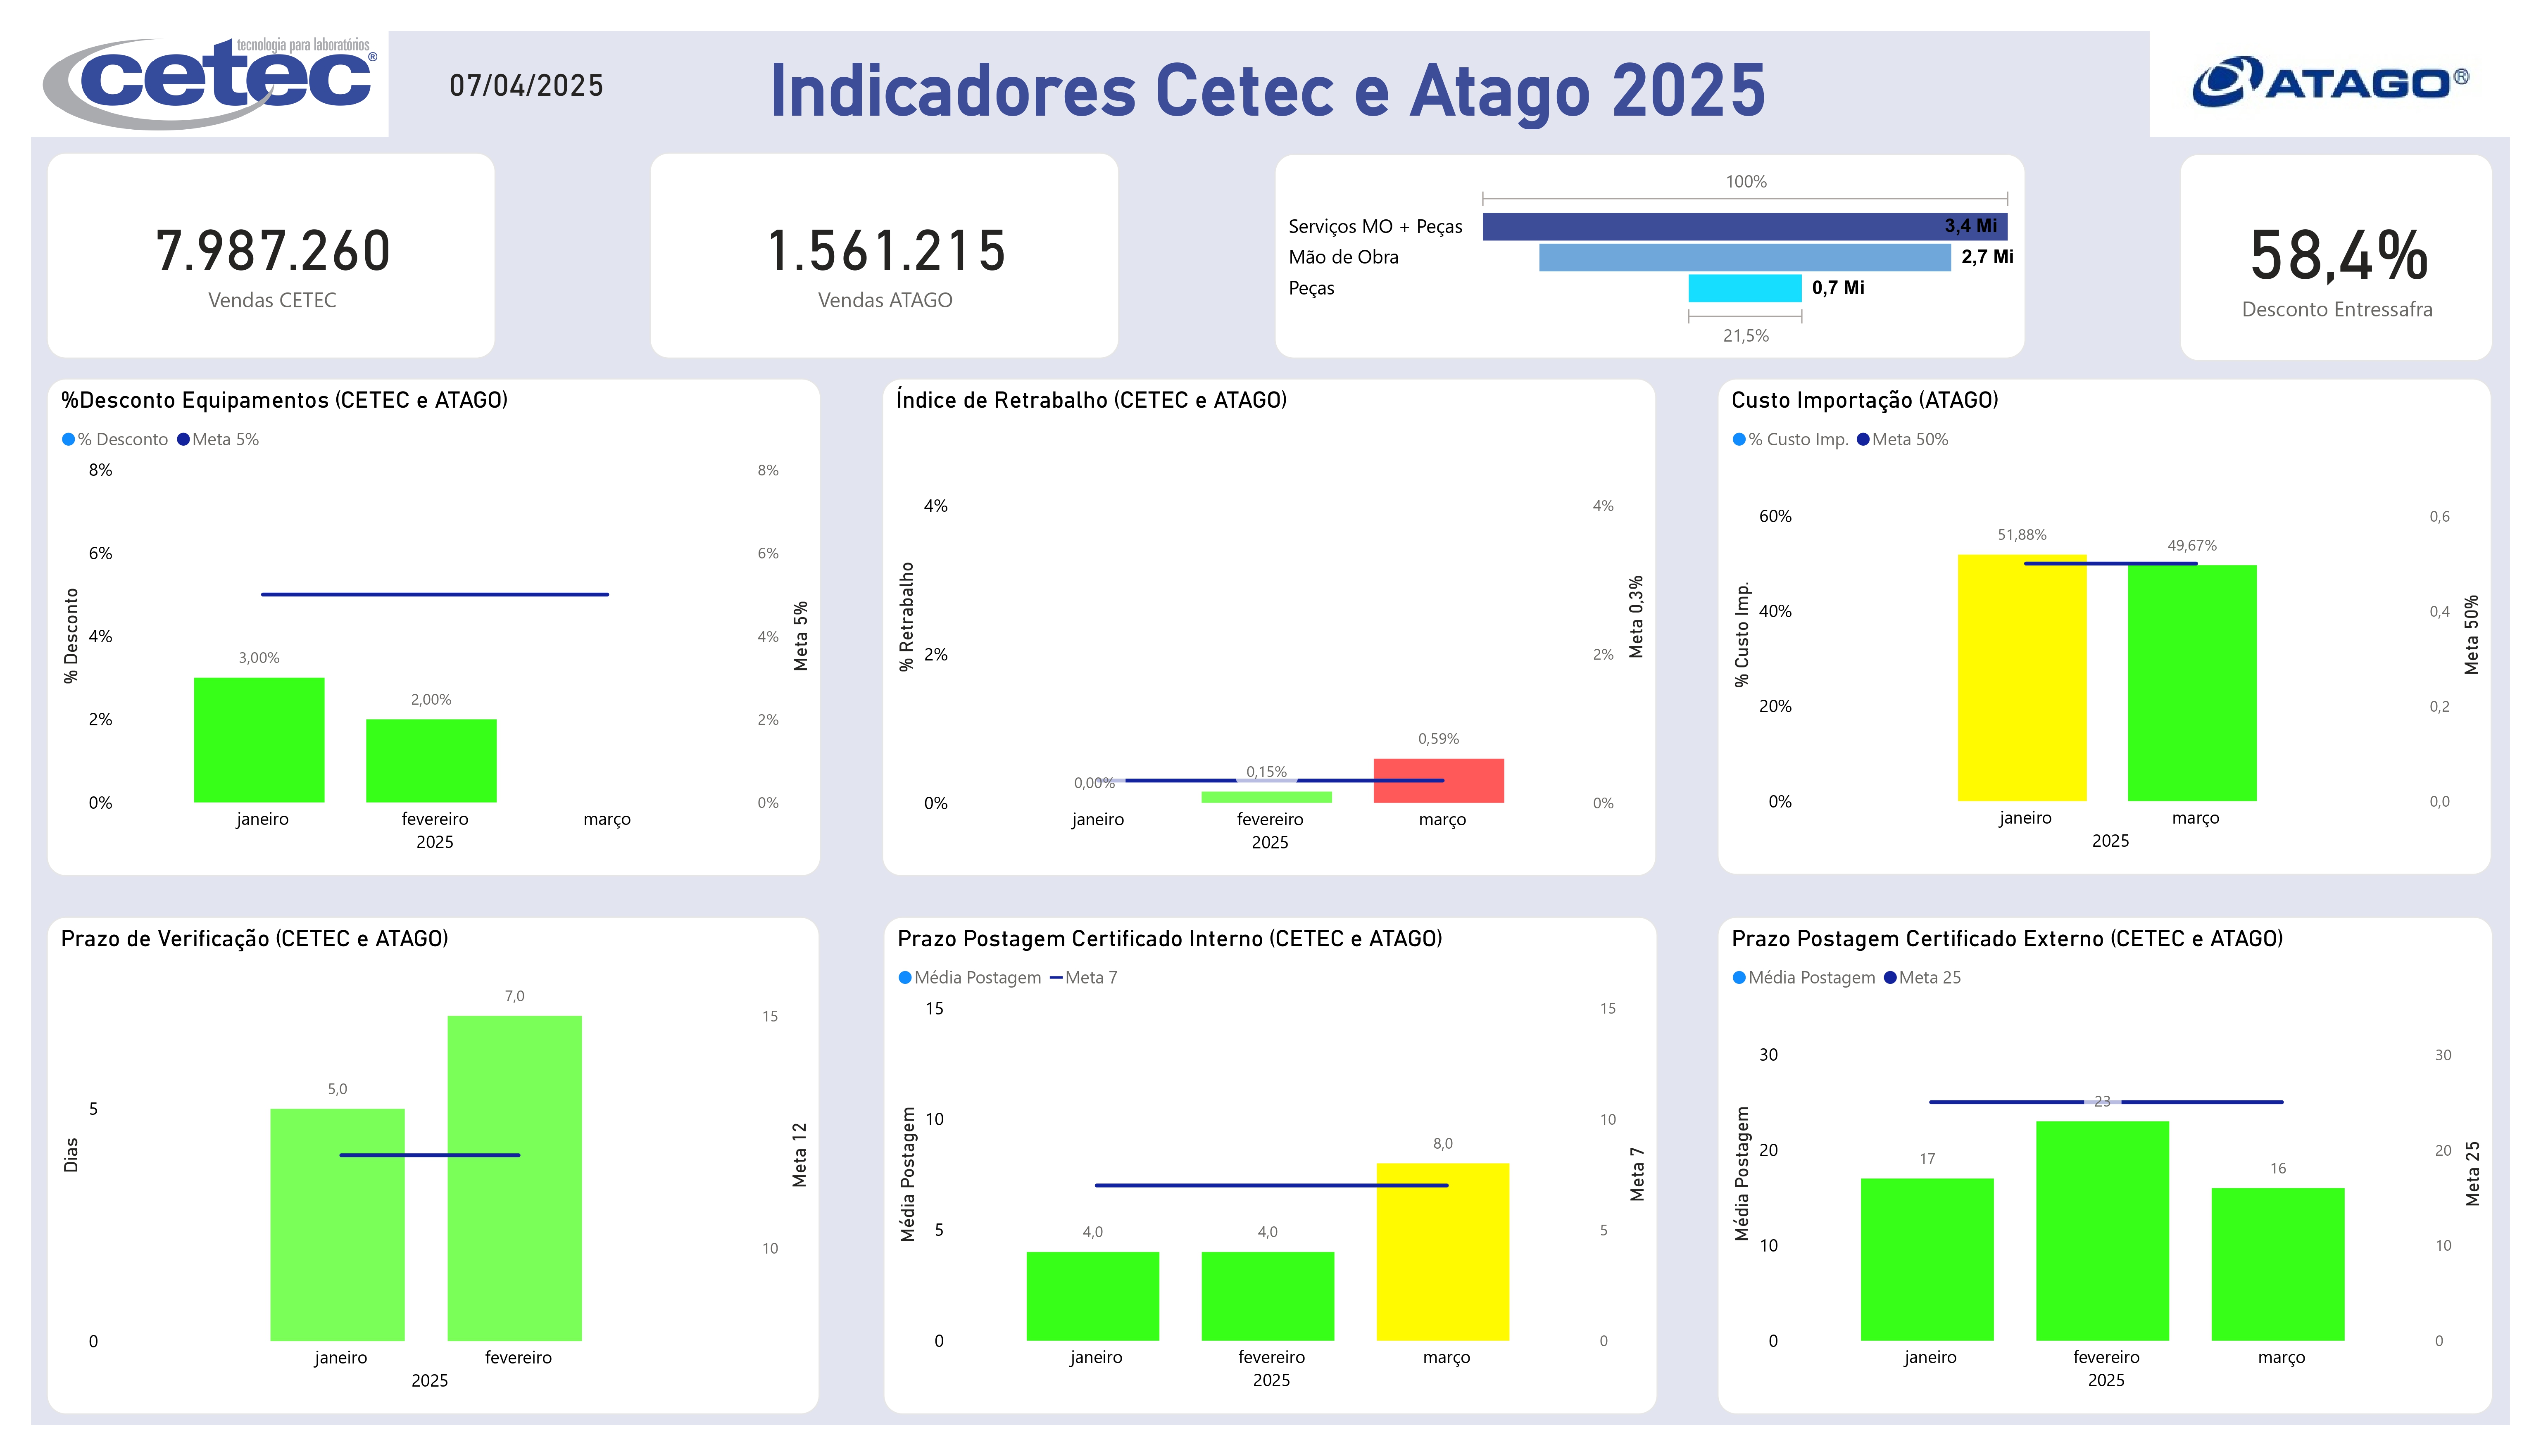 tecnologia para laboratórios
cetec®
07/04/2025
Indicadores Cetec e Atago 2025
ATAGO®
7.987.260
Vendas CETEC
1.561.215
Vendas ATAGO
100%
Serviços MO + Peças 3,4 Mi
Mão de Obra 2,7 Mi
Peças 0,7 Mi
21,5%
58,4%
Desconto Entressafra
%Desconto Equipamentos (CETEC e ATAGO)
% Desconto Meta 5%
8% 8%
6% 6%
4% 4%
2% 2%
0% 0%
% Desconto
Meta 5%
3,00%
2,00%
janeiro fevereiro março
2025
Índice de Retrabalho (CETEC e ATAGO)
4% 4%
2% 2%
0% 0%
% Retrabalho
Meta 0,3%
0,00%
0,15%
0,59%
janeiro fevereiro março
2025
Custo Importação (ATAGO)
% Custo Imp. Meta 50%
60% 0,6
40% 0,4
20% 0,2
0% 0,0
% Custo Imp.
Meta 50%
51,88%
49,67%
janeiro março
2025
Prazo de Verificação (CETEC e ATAGO)
15
5
10
0
Dias
Meta 12
5,0
7,0
janeiro fevereiro
2025
Prazo Postagem Certificado Interno (CETEC e ATAGO)
Média Postagem Meta 7
15 15
10 10
5 5
0 0
Média Postagem
Meta 7
4,0
4,0
8,0
janeiro fevereiro março
2025
Prazo Postagem Certificado Externo (CETEC e ATAGO)
Média Postagem Meta 25
30 30
20 20
10 10
0 0
Média Postagem
Meta 25
17
23
16
janeiro fevereiro março
2025